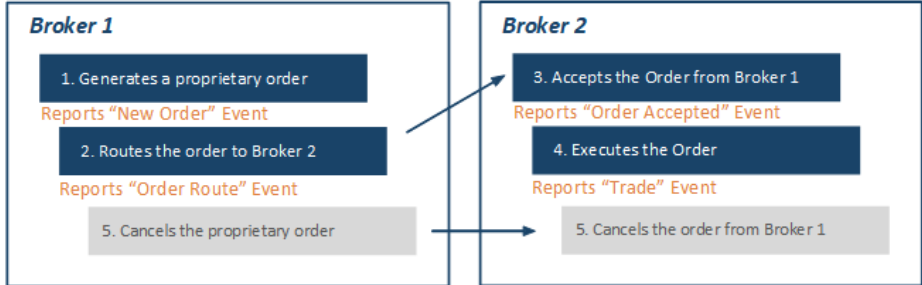 Broker 1
1. Generates a proprietary order
Reports “New Order” Event
2. Routes the order to Broker 2
Reports “Order Route” Event
5. Cancels the proprietary order
Broker 2
3. Accepts the Order from Broker 1
Reports “Order Accepted” Event
4. Executes the Order
Reports “Trade” Event
5. Cancels the order from Broker 1